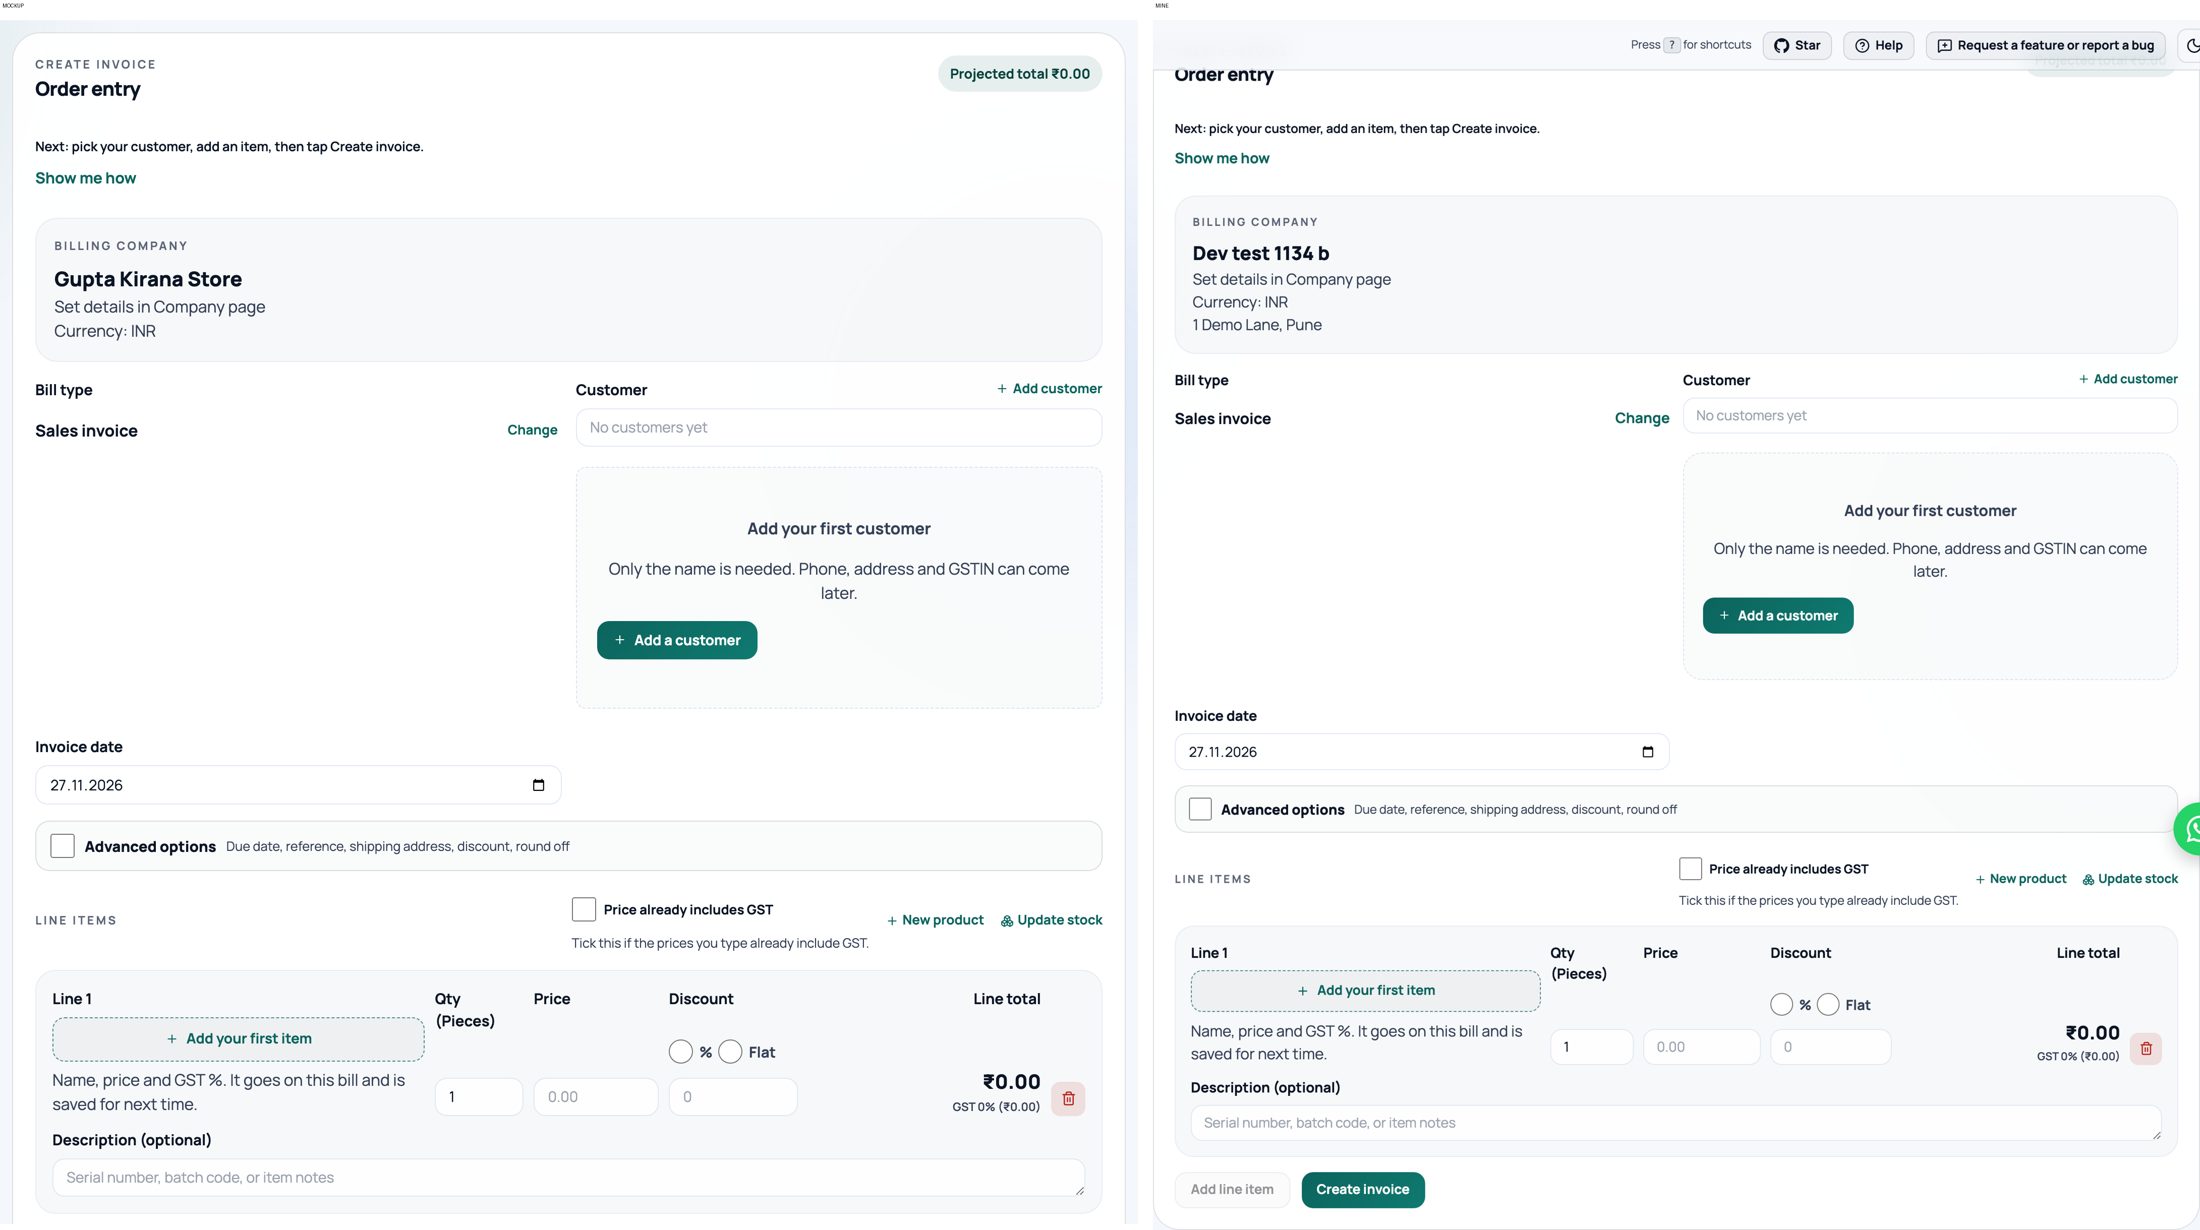 MOCKUP
CREATE INVOICE
Order entry
Projected total ₹0.00
Next: pick your customer, add an item, then tap Create invoice.
Show me how
BILLING COMPANY
Gupta Kirana Store
Set details in Company page
Currency: INR
Bill type
Customer
+ Add customer
Sales invoice
Change
No customers yet
Add your first customer
Only the name is needed. Phone, address and GSTIN can come
later.
+ Add a customer
Invoice date
27.11.2026
Advanced options Due date, reference, shipping address, discount, round off
LINE ITEMS
Price already includes GST
Tick this if the prices you type already include GST.
+ New product
Update stock
Line 1
Qty
(Pieces)
Price
Discount
Line total
+ Add your first item
% Flat
Name, price and GST %. It goes on this bill and is
saved for next time.
1
0.00
0
₹0.00
GST 0% (₹0.00)
Description (optional)
Serial number, batch code, or item notes
MINE
Press ? for shortcuts
Star
Help
Request a feature or report a bug
Projected total ₹0.00
Order entry
Next: pick your customer, add an item, then tap Create invoice.
Show me how
BILLING COMPANY
Dev test 1134 b
Set details in Company page
Currency: INR
1 Demo Lane, Pune
Bill type
Customer
+ Add customer
Sales invoice
Change
No customers yet
Add your first customer
Only the name is needed. Phone, address and GSTIN can come
later.
+ Add a customer
Invoice date
27.11.2026
Advanced options Due date, reference, shipping address, discount, round off
LINE ITEMS
Price already includes GST
Tick this if the prices you type already include GST.
+ New product
Update stock
Line 1
Qty
(Pieces)
Price
Discount
Line total
+ Add your first item
% Flat
Name, price and GST %. It goes on this bill and is
saved for next time.
1
0.00
0
₹0.00
GST 0% (₹0.00)
Description (optional)
Serial number, batch code, or item notes
Add line item
Create invoice